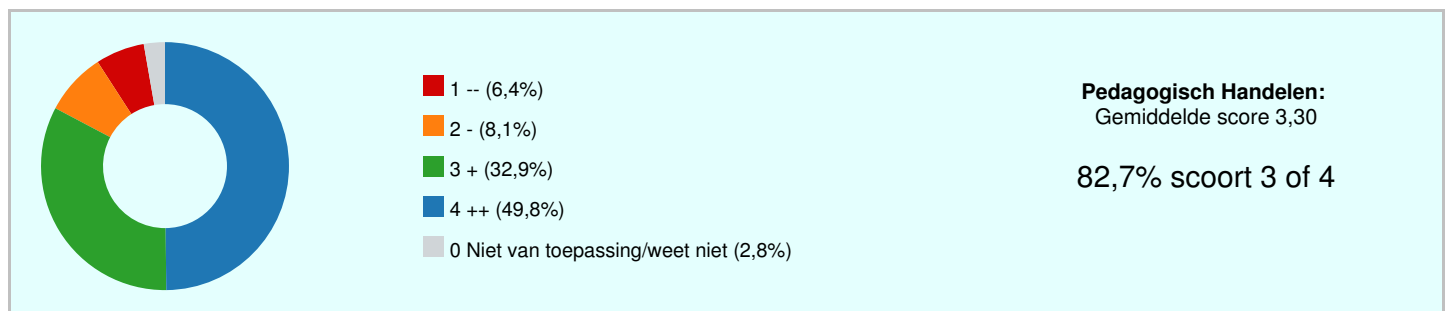 1 -- (6,4%)
2 - (8,1%)
3 + (32,9%)
4 ++ (49,8%)
0 Niet van toepassing/weet niet (2,8%)
Pedagogisch Handelen:
Gemiddelde score 3,30
82,7% scoort 3 of 4